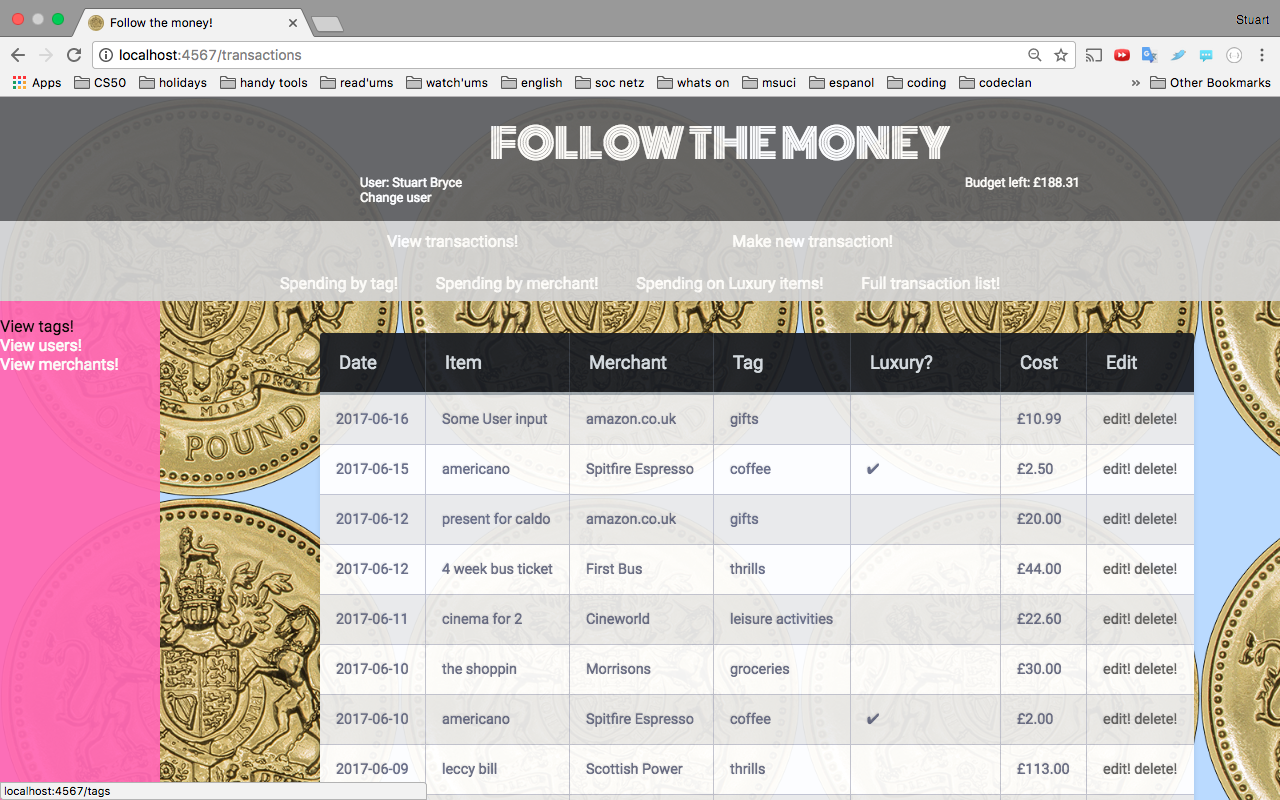 Follow the money!
Stuart
localhost:4567/transactions
Apps CS50 holidays handy tools read'ums watch'ums english soc netz whats on msuci espanol coding codeclan » Other Bookmarks
FOLLOW THE MONEY
User: Stuart Bryce
Change user
Budget left: £188.31
View transactions! Make new transaction!
Spending by tag! Spending by merchant! Spending on Luxury items! Full transaction list!
View tags!
View users!
View merchants!
Date Item Merchant Tag Luxury? Cost Edit
2017-06-16 Some User input amazon.co.uk gifts £10.99 edit! delete!
2017-06-15 americano Spitfire Espresso coffee ✔ £2.50 edit! delete!
2017-06-12 present for caldo amazon.co.uk gifts £20.00 edit! delete!
2017-06-12 4 week bus ticket First Bus thrills £44.00 edit! delete!
2017-06-11 cinema for 2 Cineworld leisure activities £22.60 edit! delete!
2017-06-10 the shoppin Morrisons groceries £30.00 edit! delete!
2017-06-10 americano Spitfire Espresso coffee ✔ £2.00 edit! delete!
2017-06-09 leccy bill Scottish Power thrills £113.00 edit! delete!
localhost:4567/tags